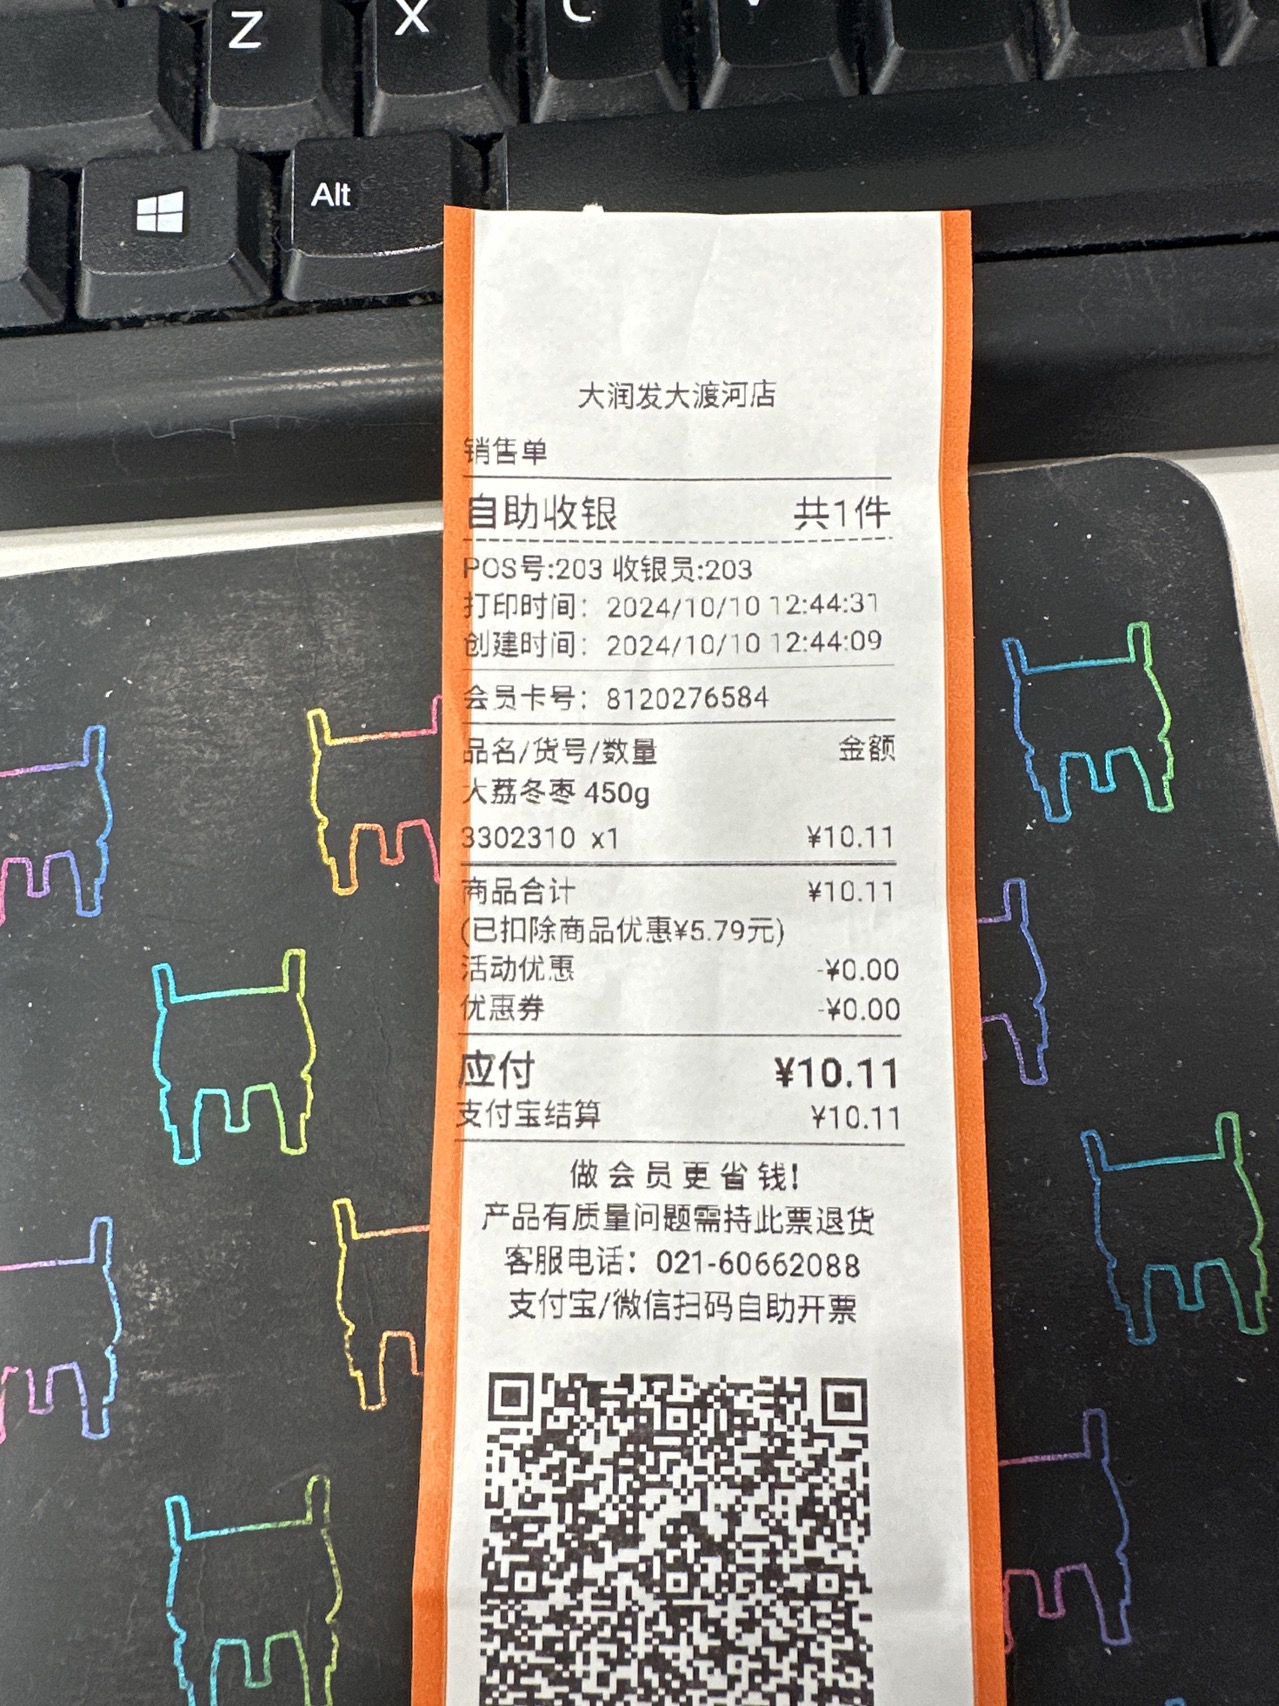 Z X C V
Alt
大润发大渡河店
销售单
自助收银 共1件
POS号:203 收银员:203
打印时间: 2024/10/10 12:44:31
创建时间: 2024/10/10 12:44:09
会员卡号: 8120276584
品名/货号/数量 金额
大荔冬枣 450g
3302310 x1 ¥10.11
商品合计 ¥10.11
(已扣除商品优惠¥5.79元)
活动优惠 -¥0.00
优惠券 -¥0.00
应付 ¥10.11
支付宝结算 ¥10.11
做会员更省钱!
产品有质量问题需持此票退货
客服电话: 021-60662088
支付宝/微信扫码自助开票